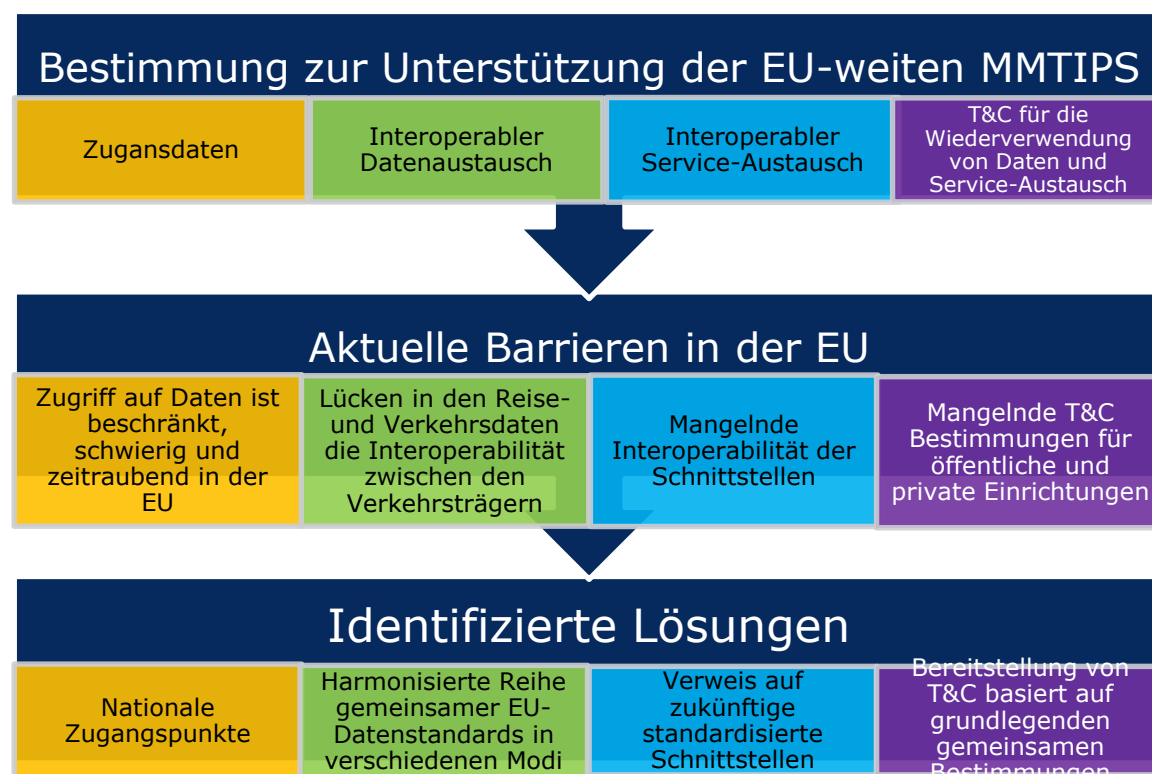 Bestimmung zur Unterstützung der EU-weiten MMTIPS
Zugansdaten
Interoperabler
Datenaustausch
Interoperabler
Service-Austausch
T&C für die
Wiederverwendung
von Daten und
Service-Austausch
Aktuelle Barrieren in der EU
Zugriff auf Daten ist
beschränkt,
schwierig und
zeitraubend in der
EU
Lücken in den Reise-
und Verkehrsdaten
die Interoperabilität
zwischen den
Verkehrsträgern
Mangelnde
Interoperabilität der
Schnittstellen
Mangelnde T&C
Bestimmungen für
öffentliche und
private Einrichtungen
Identifizierte Lösungen
Nationale
Zugangspunkte
Harmonisierte Reihe
gemeinsamer EU-
Datenstandards in
verschiedenen Modi
Verweis auf
zukünftige
standardisierte
Schnittstellen
Bereitstellung von
T&C basiert auf
grundlegenden
gemeinsamen
Bestimmungen